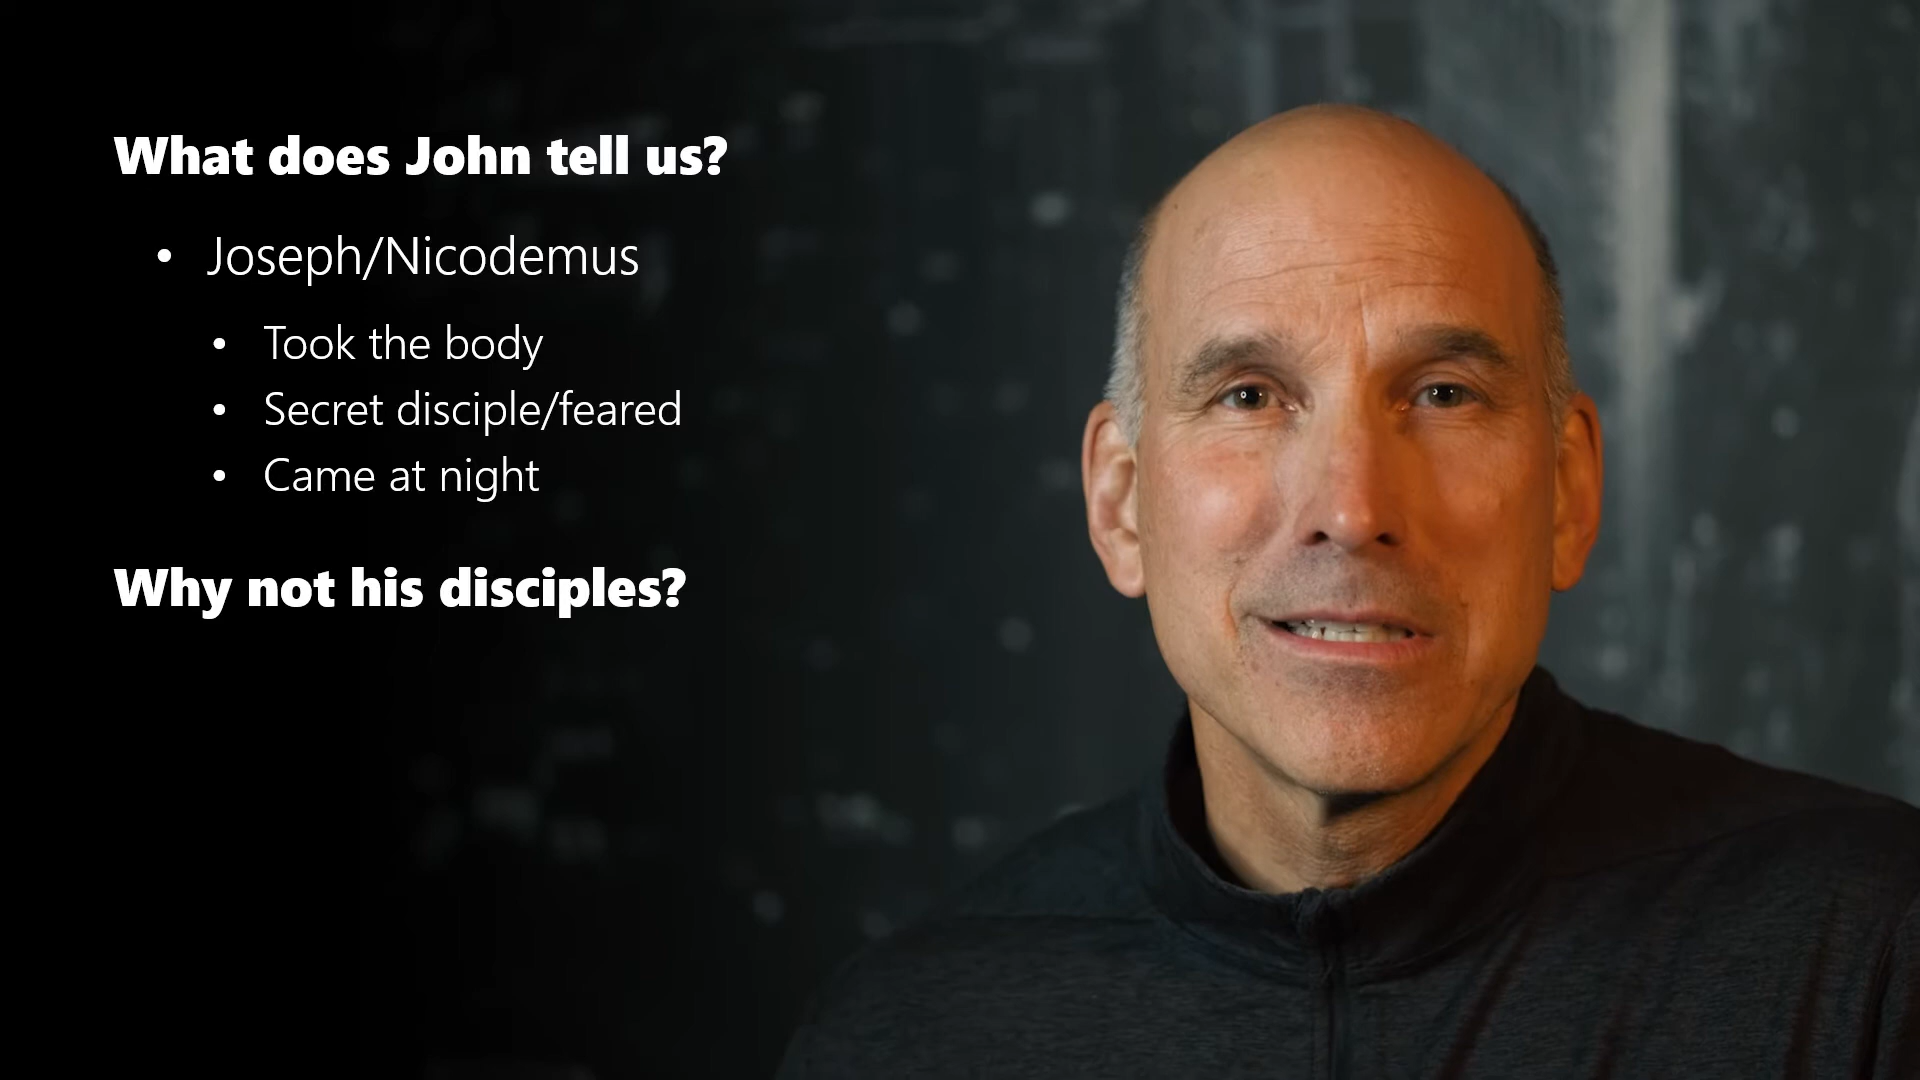 What does John tell us?
• Joseph/Nicodemus
• Took the body
• Secret disciple/feared
• Came at night
Why not his disciples?